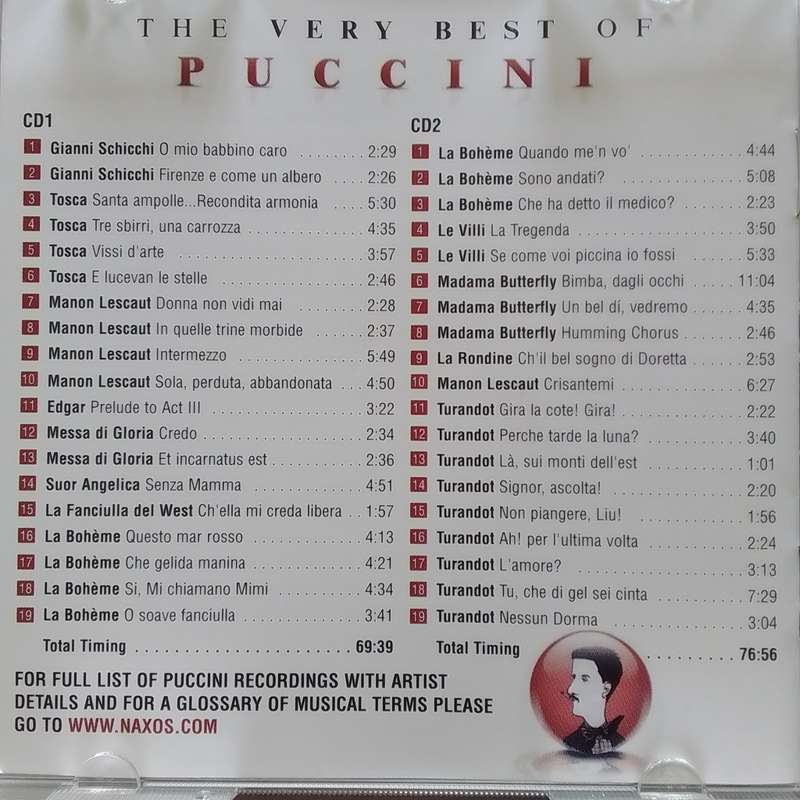 THE VERY BEST OF
PUCCINI
CD1
1 Gianni Schicchi O mio babbino caro ........ 2:29
2 Gianni Schicchi Firenze e come un albero ..... 2:26
3 Tosca Santa ampolle...Recondita armonia .... 5:30
4 Tosca Tre sbirri, una carrozza ............. 4:35
5 Tosca Vissi d'arte ..................... 3:57
6 Tosca E lucevan le stelle ................ 2:46
7 Manon Lescaut Donna non vidi mai ........ 2:28
8 Manon Lescaut In quelle trine morbide ...... 2:37
9 Manon Lescaut Intermezzo .............. 5:49
10 Manon Lescaut Sola, perduta, abbandonata ... 4:50
11 Edgar Prelude to Act III ................. 3:22
12 Messa di Gloria Credo ................. 2:34
13 Messa di Gloria Et incarnatus est .......... 2:36
14 Suor Angelica Senza Mamma ............ 4:51
15 La Fanciulla del West Ch'ella mi creda libera .. 1:57
16 La Bohème Questo mar rosso ............ 4:13
17 La Bohème Che gelida manina ............ 4:21
18 La Bohème Si, Mi chiamano Mimi ......... 4:34
19 La Bohème O soave fanciulla ............. 3:41
Total Timing ..................... 69:39
CD2
1 La Bohème Quando me'n vo' ............ 4:44
2 La Bohème Sono andati? .............. 5:08
3 La Bohème Che ha detto il medico? ....... 2:23
4 Le Villi La Tregenda ................. 3:50
5 Le Villi Se come voi piccina io fossi ...... 5:33
6 Madama Butterfly Bimba, dagli occhi ..... 11:04
7 Madama Butterfly Un bel dí, vedremo ..... 4:35
8 Madama Butterfly Humming Chorus ...... 2:46
9 La Rondine Ch'il bel sogno di Doretta ..... 2:53
10 Manon Lescaut Crisantemi ............ 6:27
11 Turandot Gira la cote! Gira! ............ 2:22
12 Turandot Perche tarde la luna? .......... 3:40
13 Turandot Là, sui monti dell'est .......... 1:01
14 Turandot Signor, ascolta! .............. 2:20
15 Turandot Non piangere, Liu! ............ 1:56
16 Turandot Ah! per l'ultima volta .......... 2:24
17 Turandot L'amore? .................. 3:13
18 Turandot Tu, che di gel sei cinta ......... 7:29
19 Turandot Nessun Dorma .............. 3:04
Total Timing ......... 76:56
FOR FULL LIST OF PUCCINI RECORDINGS WITH ARTIST
DETAILS AND FOR A GLOSSARY OF MUSICAL TERMS PLEASE
GO TO WWW.NAXOS.COM